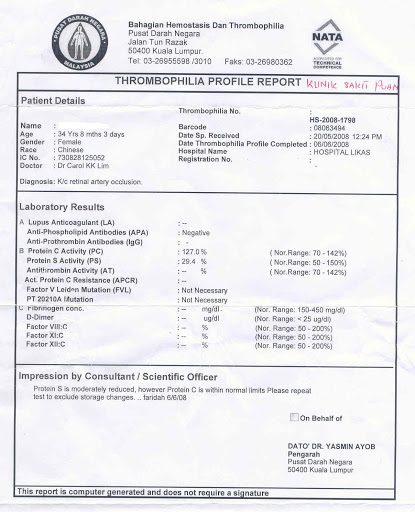 PUSAT DARAH NEGARA
MALAYSIA
Bahagian Hemostasis Dan Thrombophilia
Pusat Darah Negara
Jalan Tun Razak
50400 Kuala Lumpur.
Tel: 03-26955598 /3010 Faks: 03-26980362
NATA
ACCREDITED FOR
TECHNICAL
COMPETENCE
THROMBOPHILIA PROFILE REPORT KLINIK SAKIT PUAN
Patient Details
Thrombophilia No. :
HS-2008-1798
Name :
Barcode : 08063494
Age : 34 Yrs 8 mths 3 days
Date Sp. Received : 20/05/2008 12:24 PM
Gender : Female
Date Thrombophilia Profile Completed : 06/06/2008
Race : Chinese
Hospital Name : HOSPITAL LIKAS
IC No. : 730828125052
Registration No. :
Doctor : Dr Carol KK Lim
Diagnosis: K/c retinal artery occlusion.
Laboratory Results
A Lupus Anticoagulant (LA) : --
Anti-Phospholipid Antibodies (APA) : Negative
Anti-Prothrombin Antibodies (IgG) : -
B Protein C Activity (PC) : 127.0 % ( Nor.Range: 70 - 142%)
Protein S Activity (PS) : 29.4 % ( Nor.Range: 50 - 150%)
Antithrombin Activity (AT) : -- % ( Nor.Range: 70 - 142%)
Act. Protein C Resistance (APCR) : --
Factor V Leiden Mutation (FVL) : Not Necessary
PT 20210A Mutation : Not Necessary
C Fibrinogen conc. : -- mg/dl (Nor. Range: 150-450 mg/dl)
D-Dimer : -- ug/dl (Nor. Range: < 25 ug/dl)
Factor VIII:C : -- % (Nor. Range: 50 - 200%)
Factor XI:C : -- % (Nor. Range: 50 - 200%)
Factor XII:C : -- % (Nor. Range: 50 - 200%)
Impression by Consultant / Scientific Officer
Protein S is moderately reduced, however Protein C is within normal limits Please repeat
test to exclude storage changes. .. faridah 6/6/08
On Behalf of
DATO' DR. YASMIN AYOB
Pengarah
Pusat Darah Negara
50400 Kuala Lumpur
This report is computer generated and does not require a signature